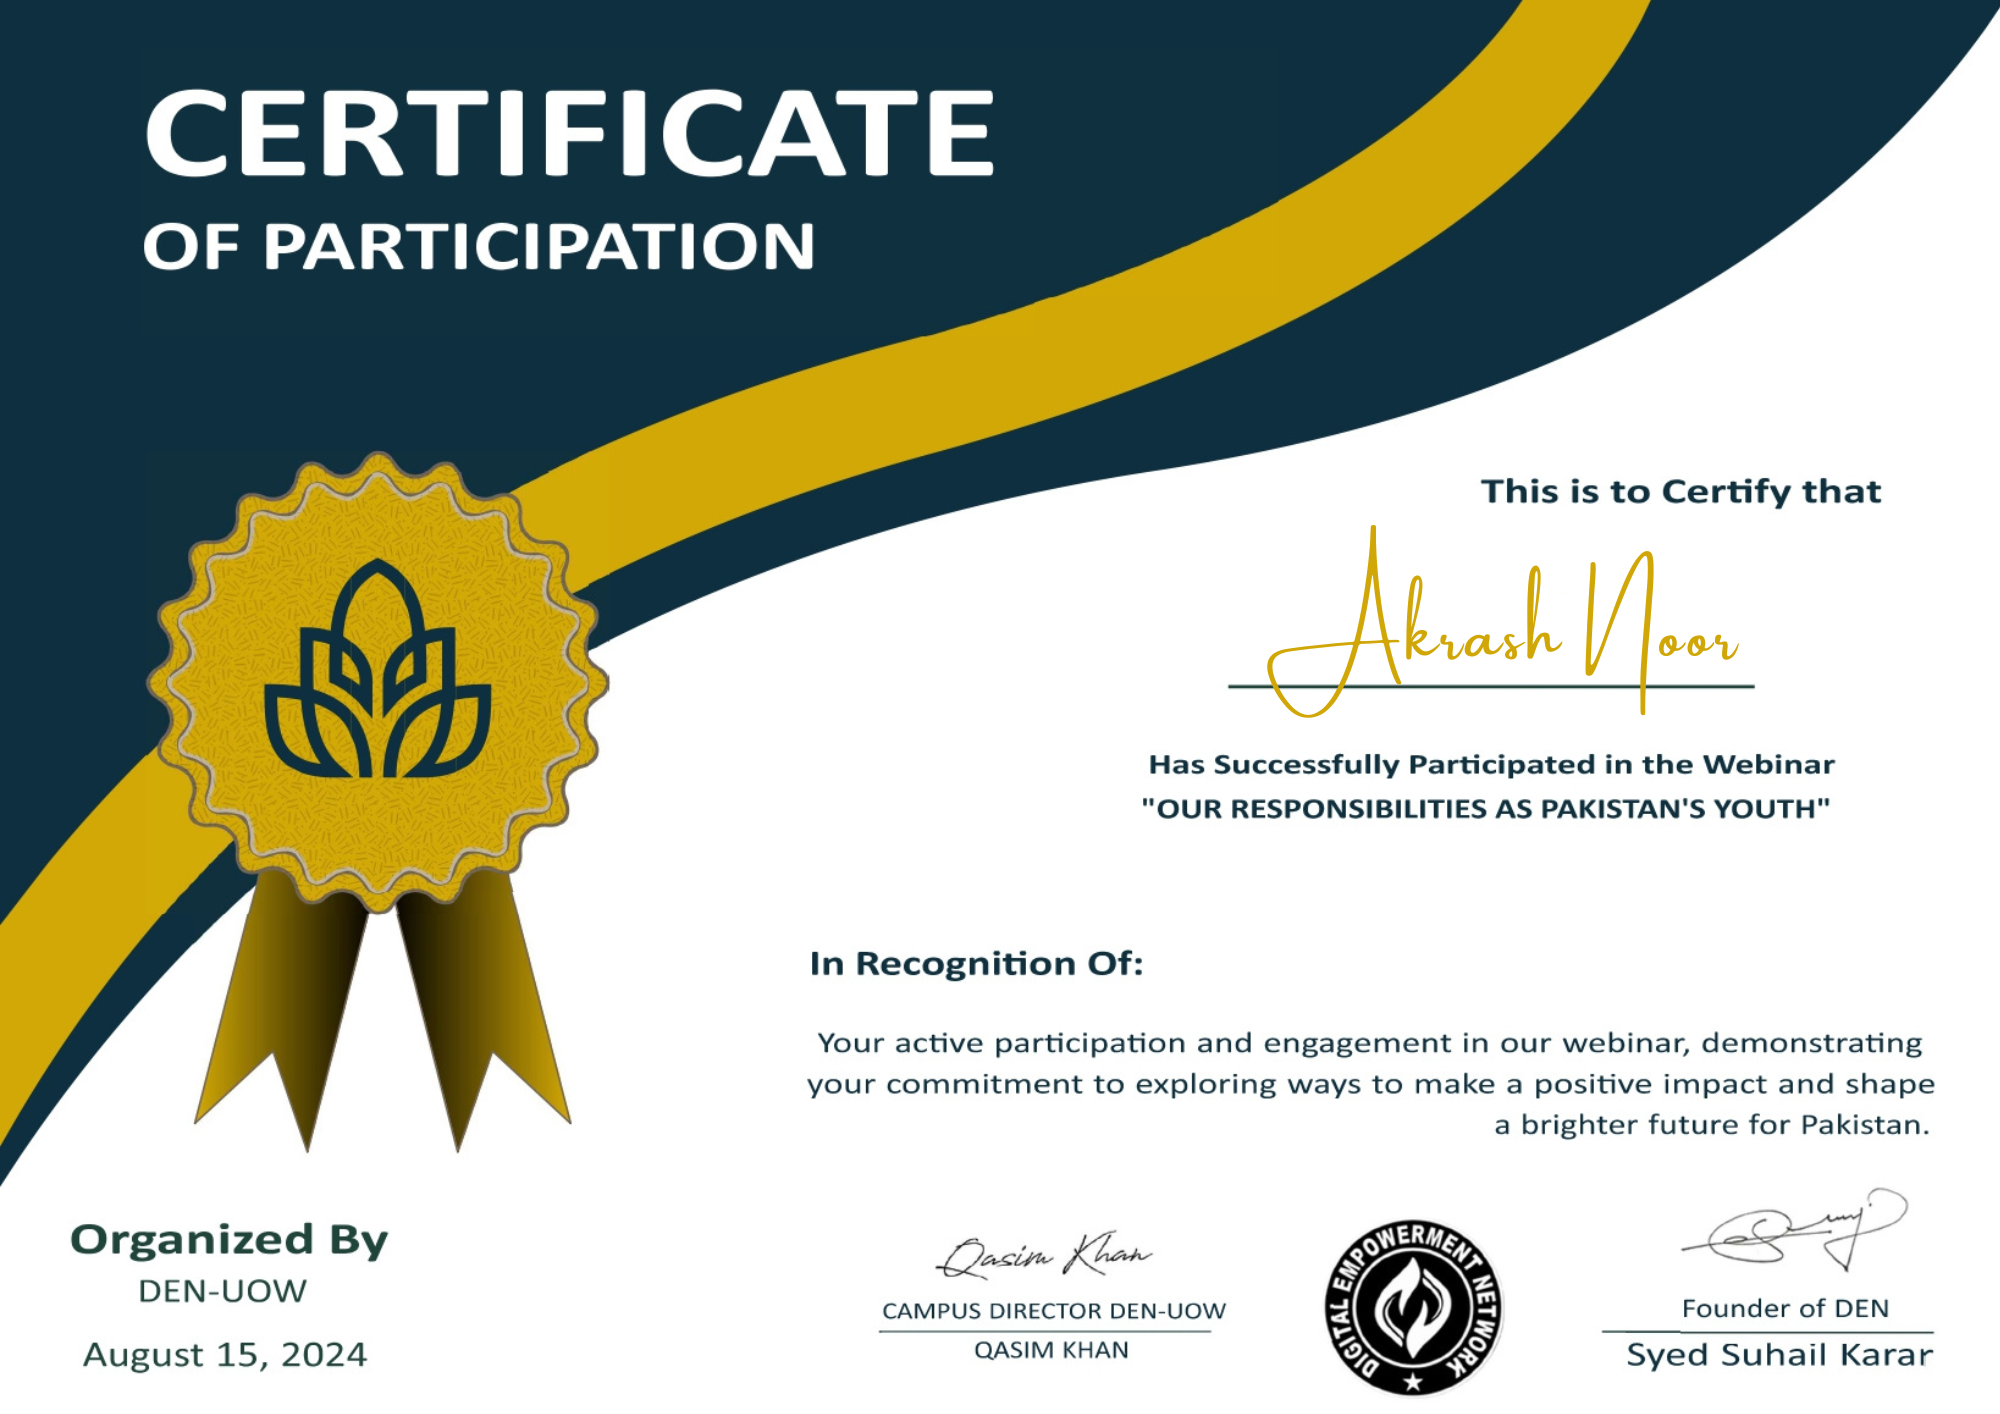 CERTIFICATE
OF PARTICIPATION
This is to Certify that
Akrash Noor
Has Successfully Participated in the Webinar
"OUR RESPONSIBILITIES AS PAKISTAN'S YOUTH"
In Recognition Of:
Your active participation and engagement in our webinar, demonstrating
your commitment to exploring ways to make a positive impact and shape
a brighter future for Pakistan.
Organized By
DEN-UOW
August 15, 2024
Qasim Khan
CAMPUS DIRECTOR DEN-UOW
QASIM KHAN
DIGITAL EMPOWERMENT NETWORK
Founder of DEN
Syed Suhail Karar